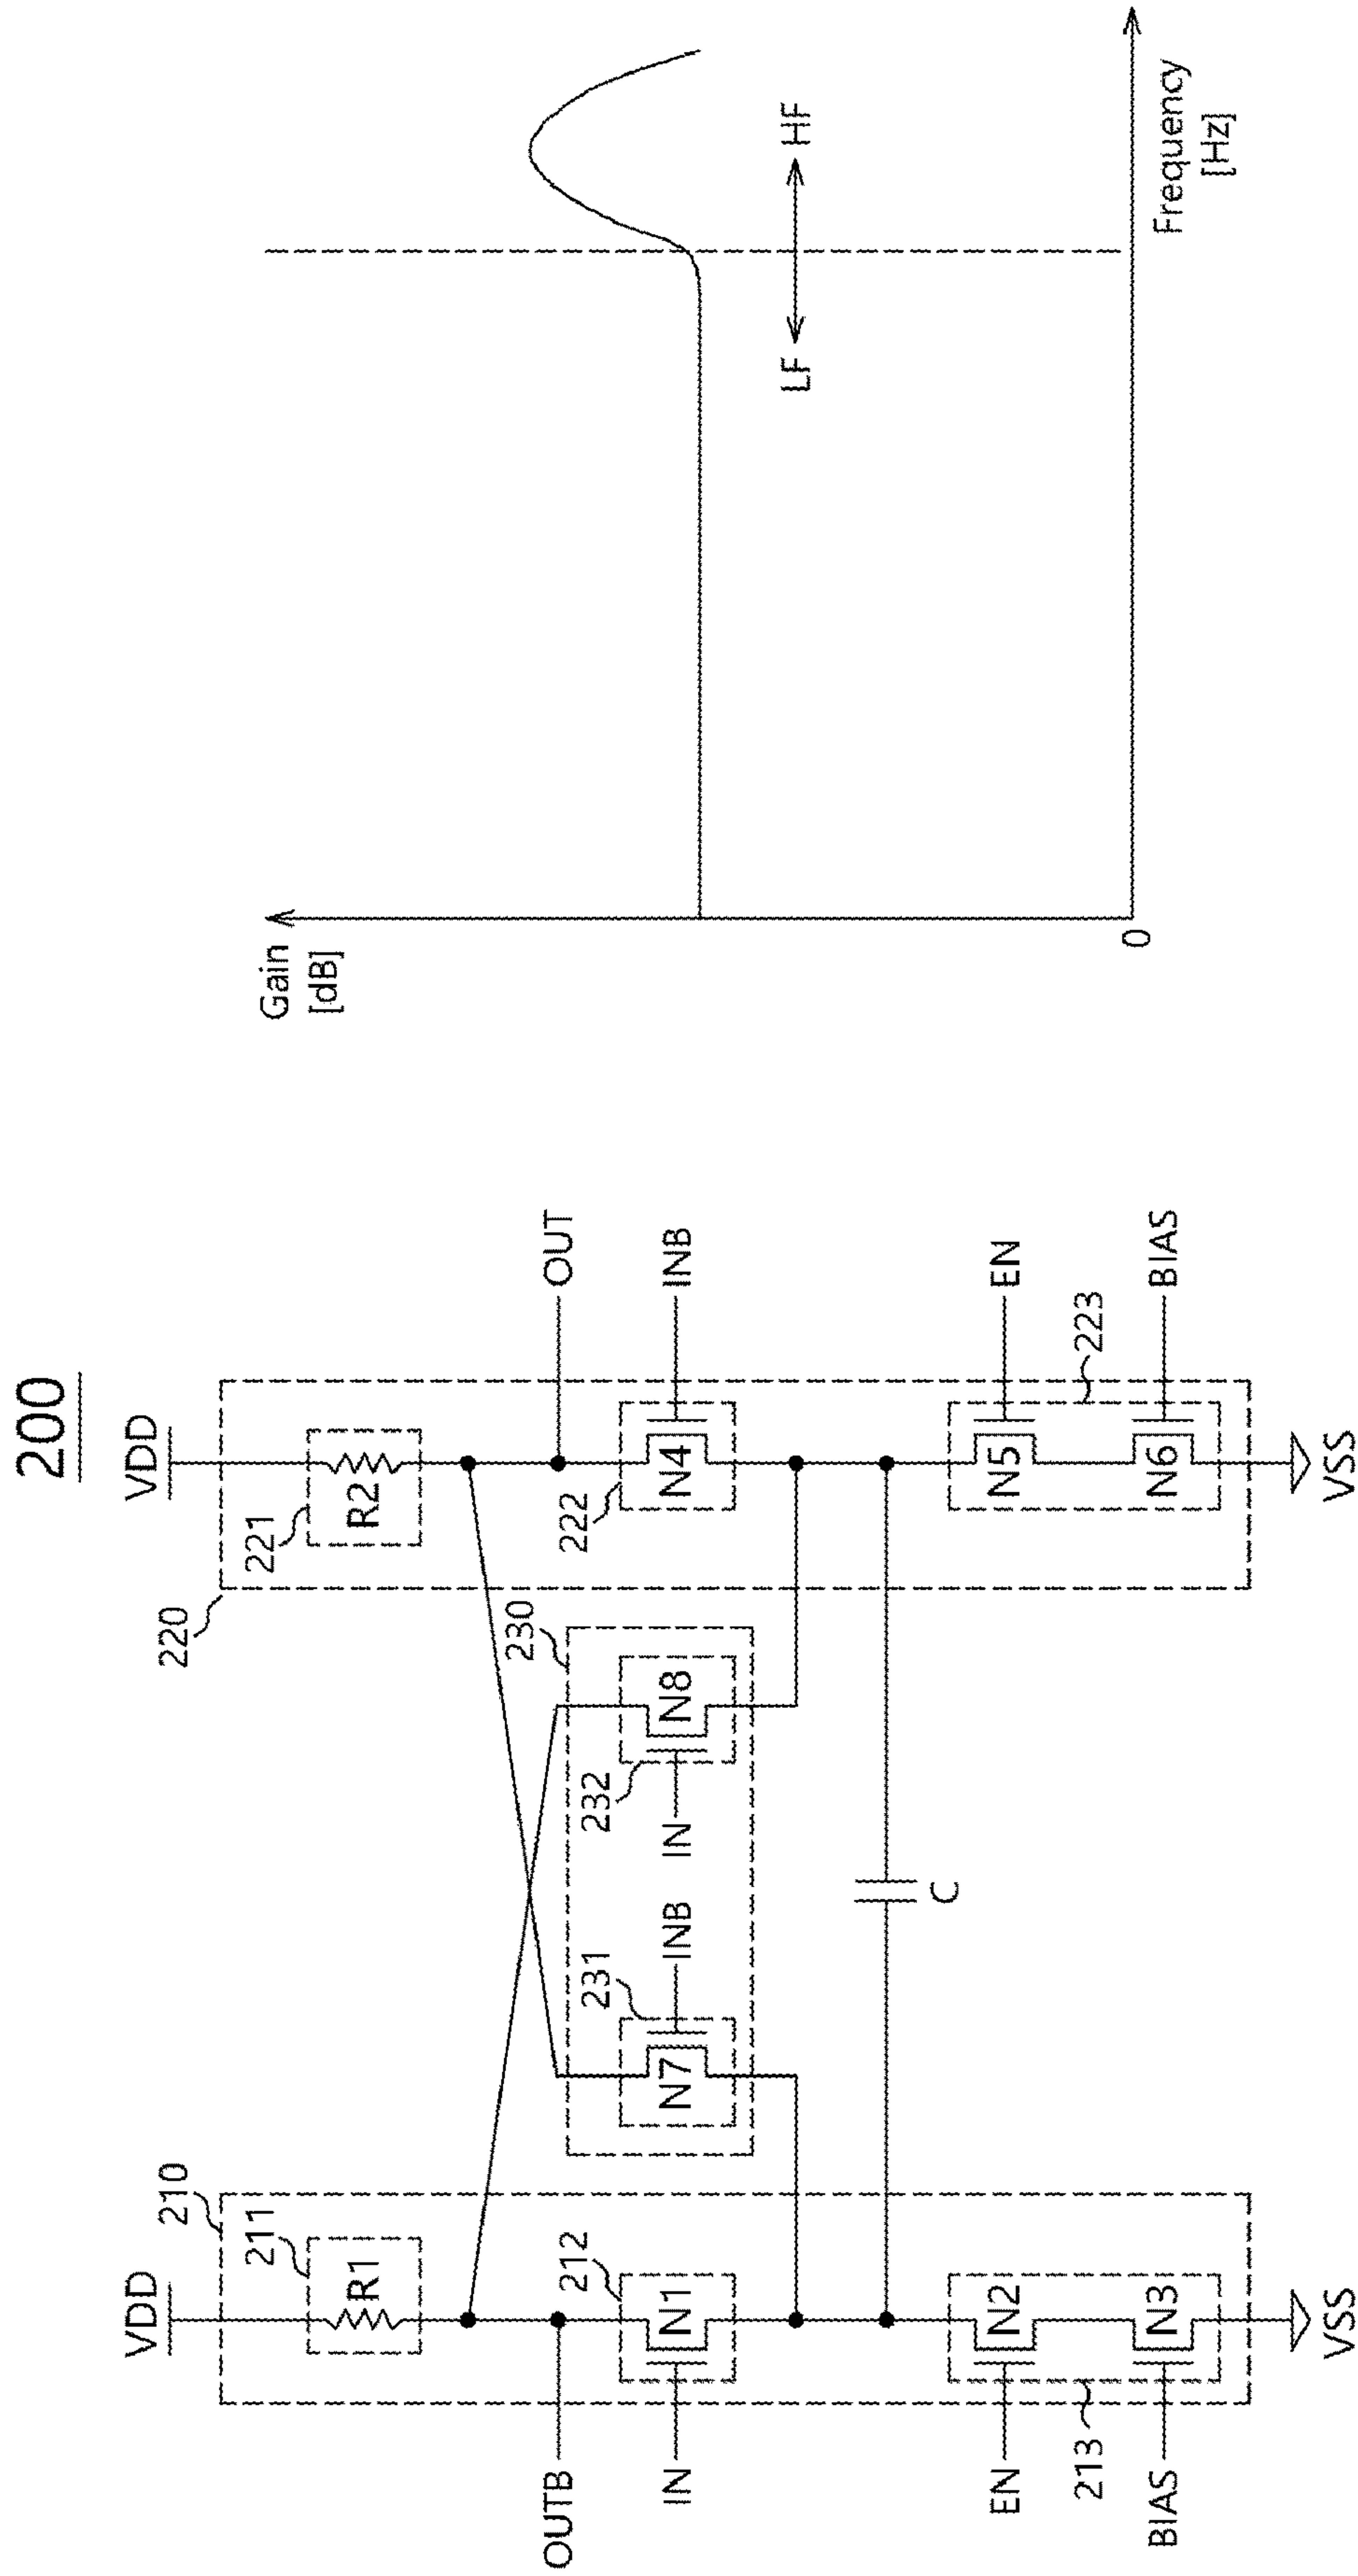 200
VDD
VDD
210
211
R1
220
221
R2
OUTB
OUT
212
N1
IN
230
231
N7
INB
232
N8
IN
222
N4
INB
C
EN
N2
N3
213
BIAS
EN
N5
N6
223
BIAS
VSS
VSS
Gain
[dB]
LF
HF
0
Frequency
[Hz]